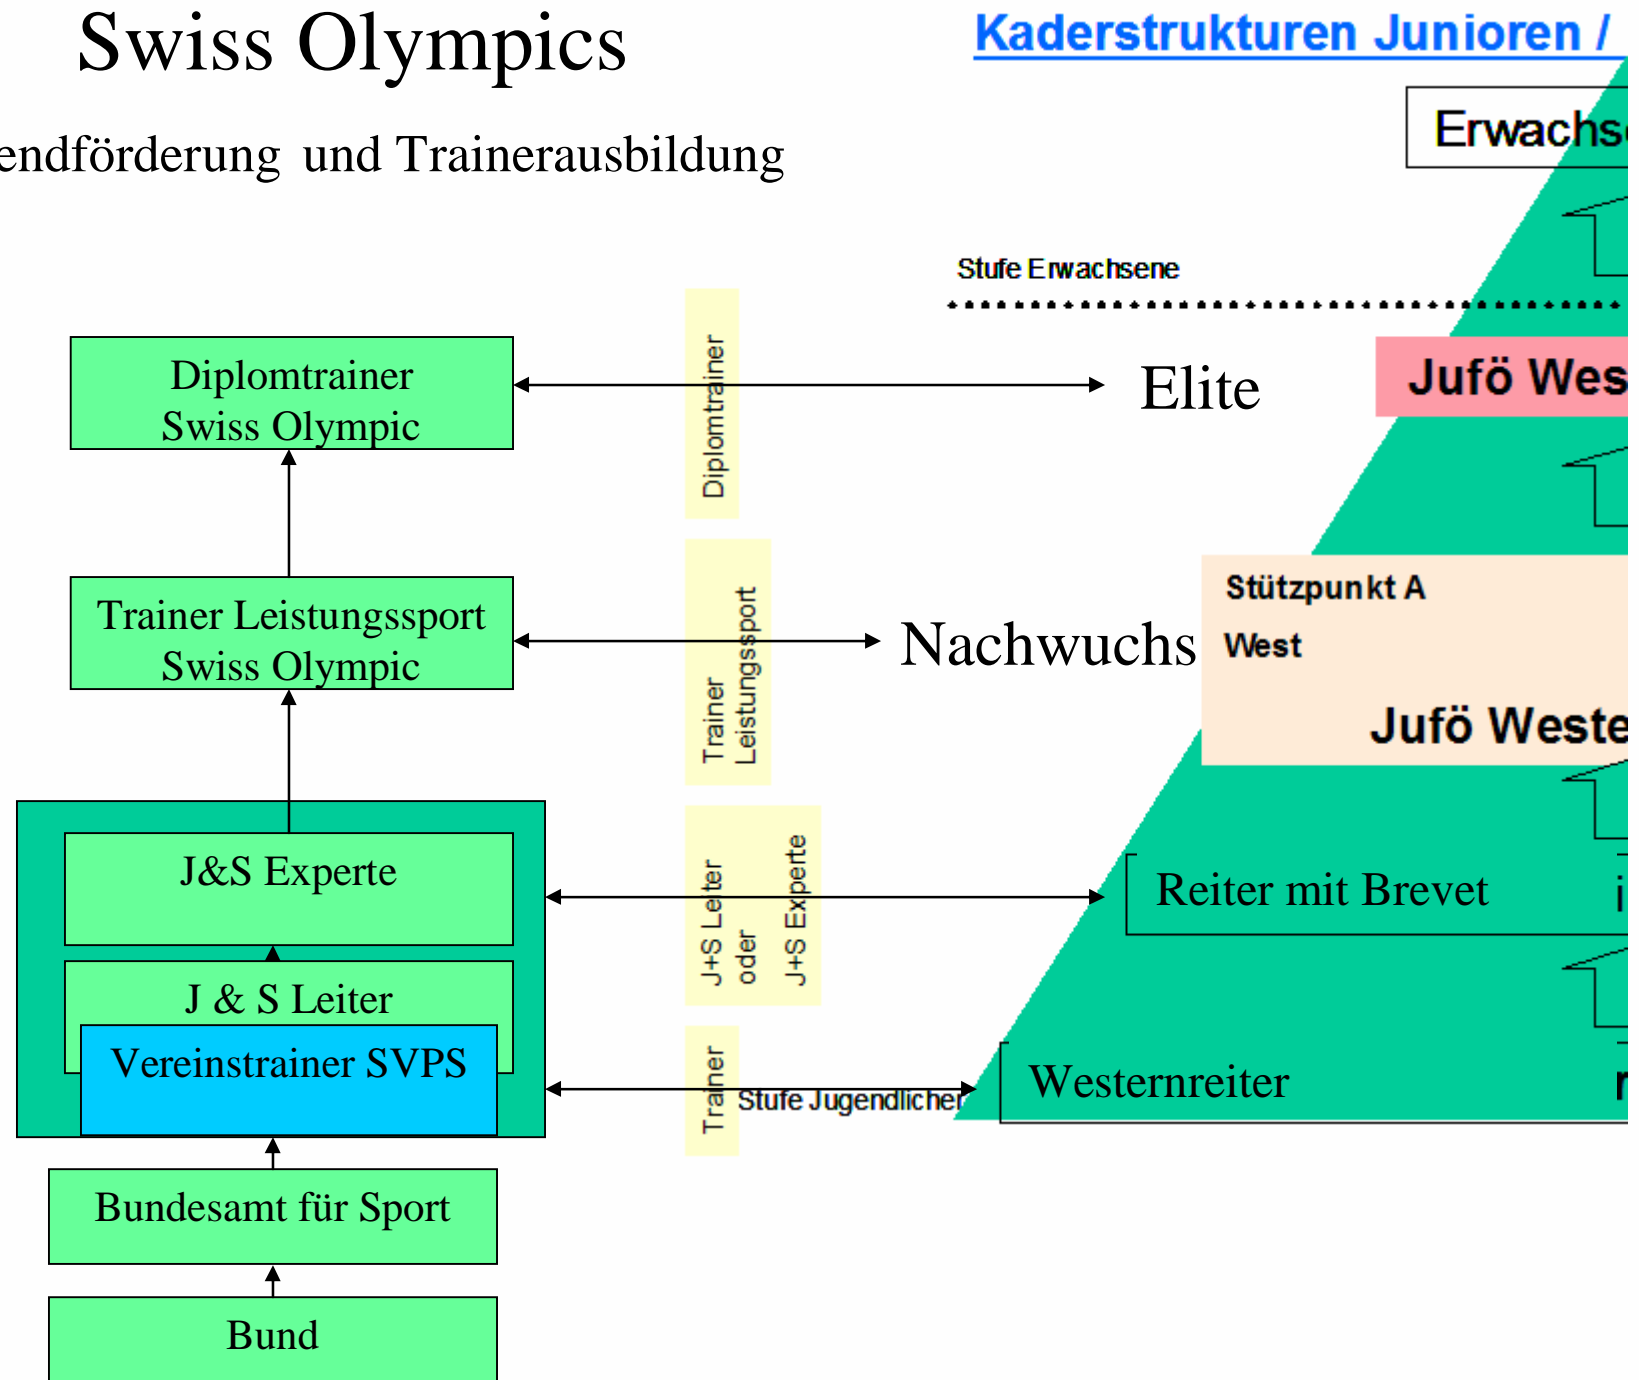 Swiss Olympics
endförderung und Trainerausbildung
Kaderstrukturen Junioren /
Erwachse
Stufe Erwachsene
Diplomtrainer
Swiss Olympic
Diplomtrainer
Elite
Jufö Wes
Trainer Leistungssport
Swiss Olympic
Trainer
Leistungssport
Nachwuchs
Stützpunkt A
West
Jufö Weste
J&S Experte
J+S Leiter
oder
J+S Experte
Reiter mit Brevet
i
J & S Leiter
Vereinstrainer SVPS
Trainer
Stufe Jugendlicher
Westernreiter
r
Bundesamt für Sport
Bund